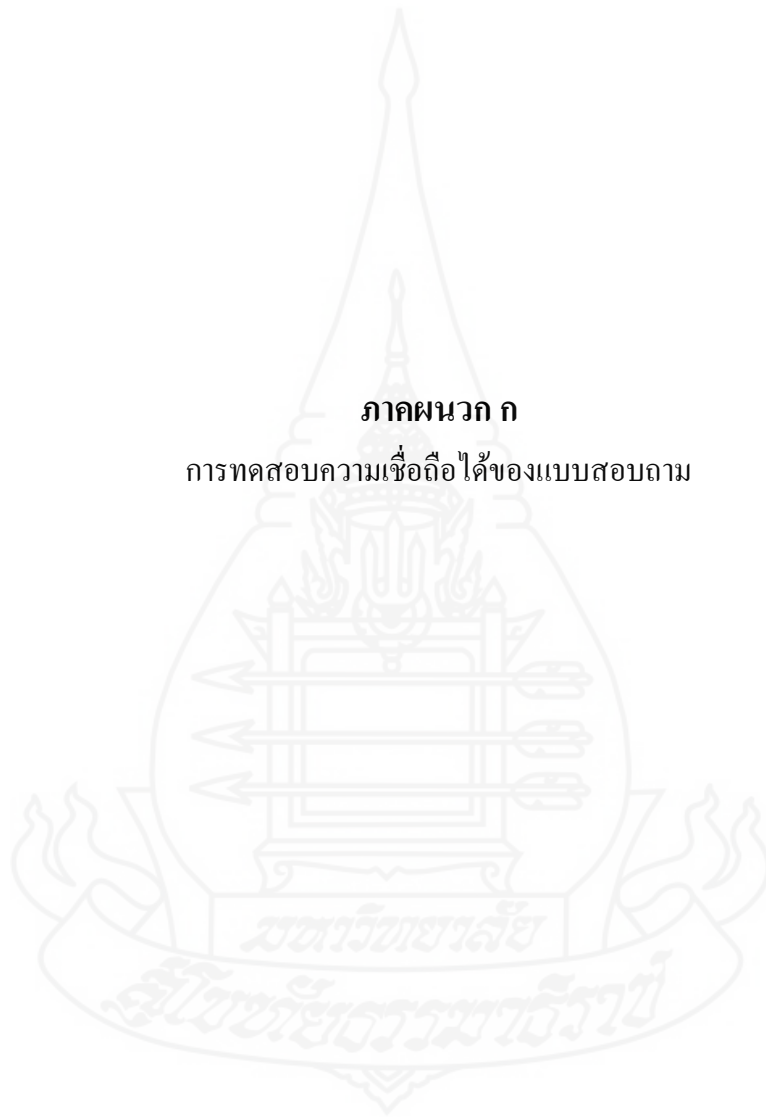 ภาคผนวก ก
การทดสอบความเชื่อถือได้ของแบบสอบถาม
มหาวิทยาลัย
สุโขทัยธรรมาธิราช